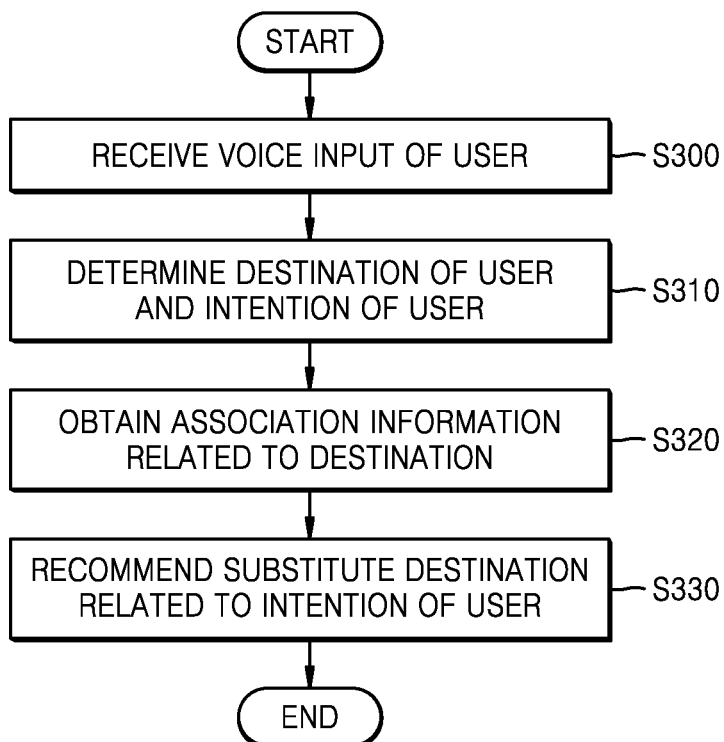 START
RECEIVE VOICE INPUT OF USER
S300
DETERMINE DESTINATION OF USER
AND INTENTION OF USER
S310
OBTAIN ASSOCIATION INFORMATION
RELATED TO DESTINATION
S320
RECOMMEND SUBSTITUTE DESTINATION
RELATED TO INTENTION OF USER
S330
END